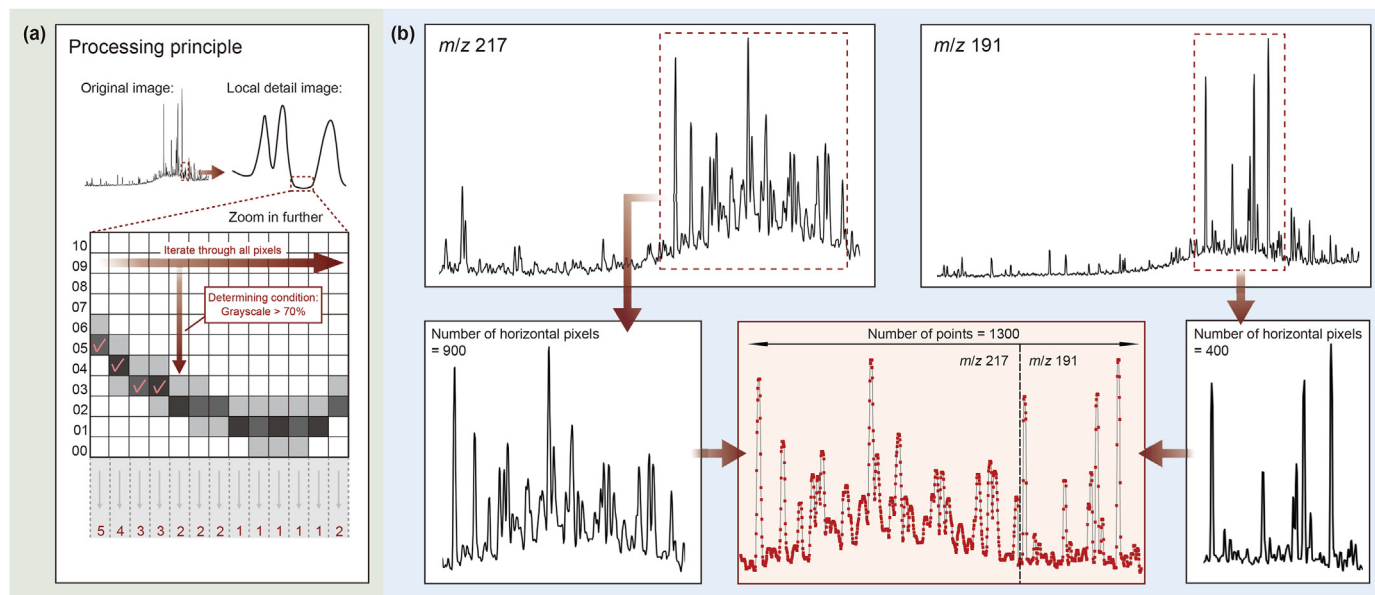 (a)
Processing principle
Original image:
Local detail image:
Zoom in further
10
09
08
07
06
05
04
03
02
01
00
Iterate through all pixels
Determining condition:
Grayscale > 70%
5 4 3 3 2 2 2 1 1 1 1 1 2
(b)
m/z 217
m/z 191
Number of horizontal pixels
= 900
Number of points = 1300
m/z 217
m/z 191
Number of horizontal pixels
= 400